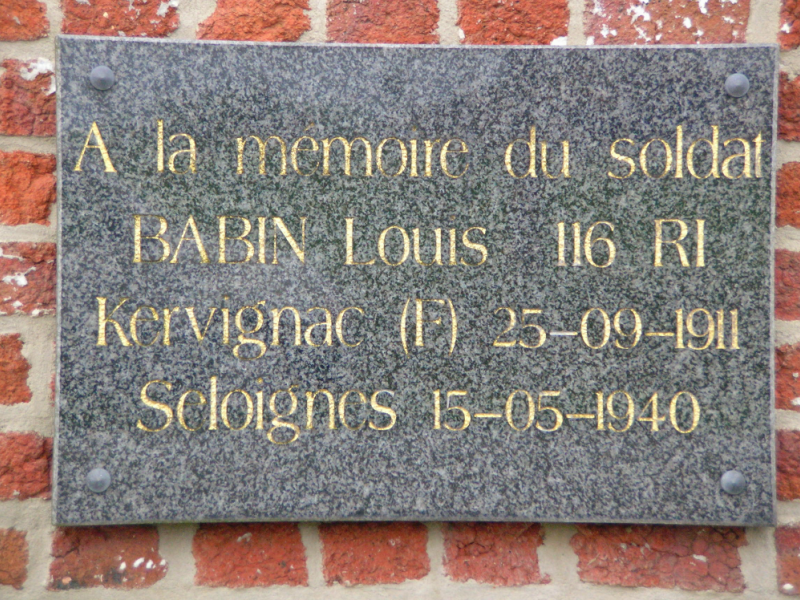 A la mémoire du soldat
BABIN Louis 116 RI
Kervignac (F) 25-09-1911
Seloignes 15-05-1940